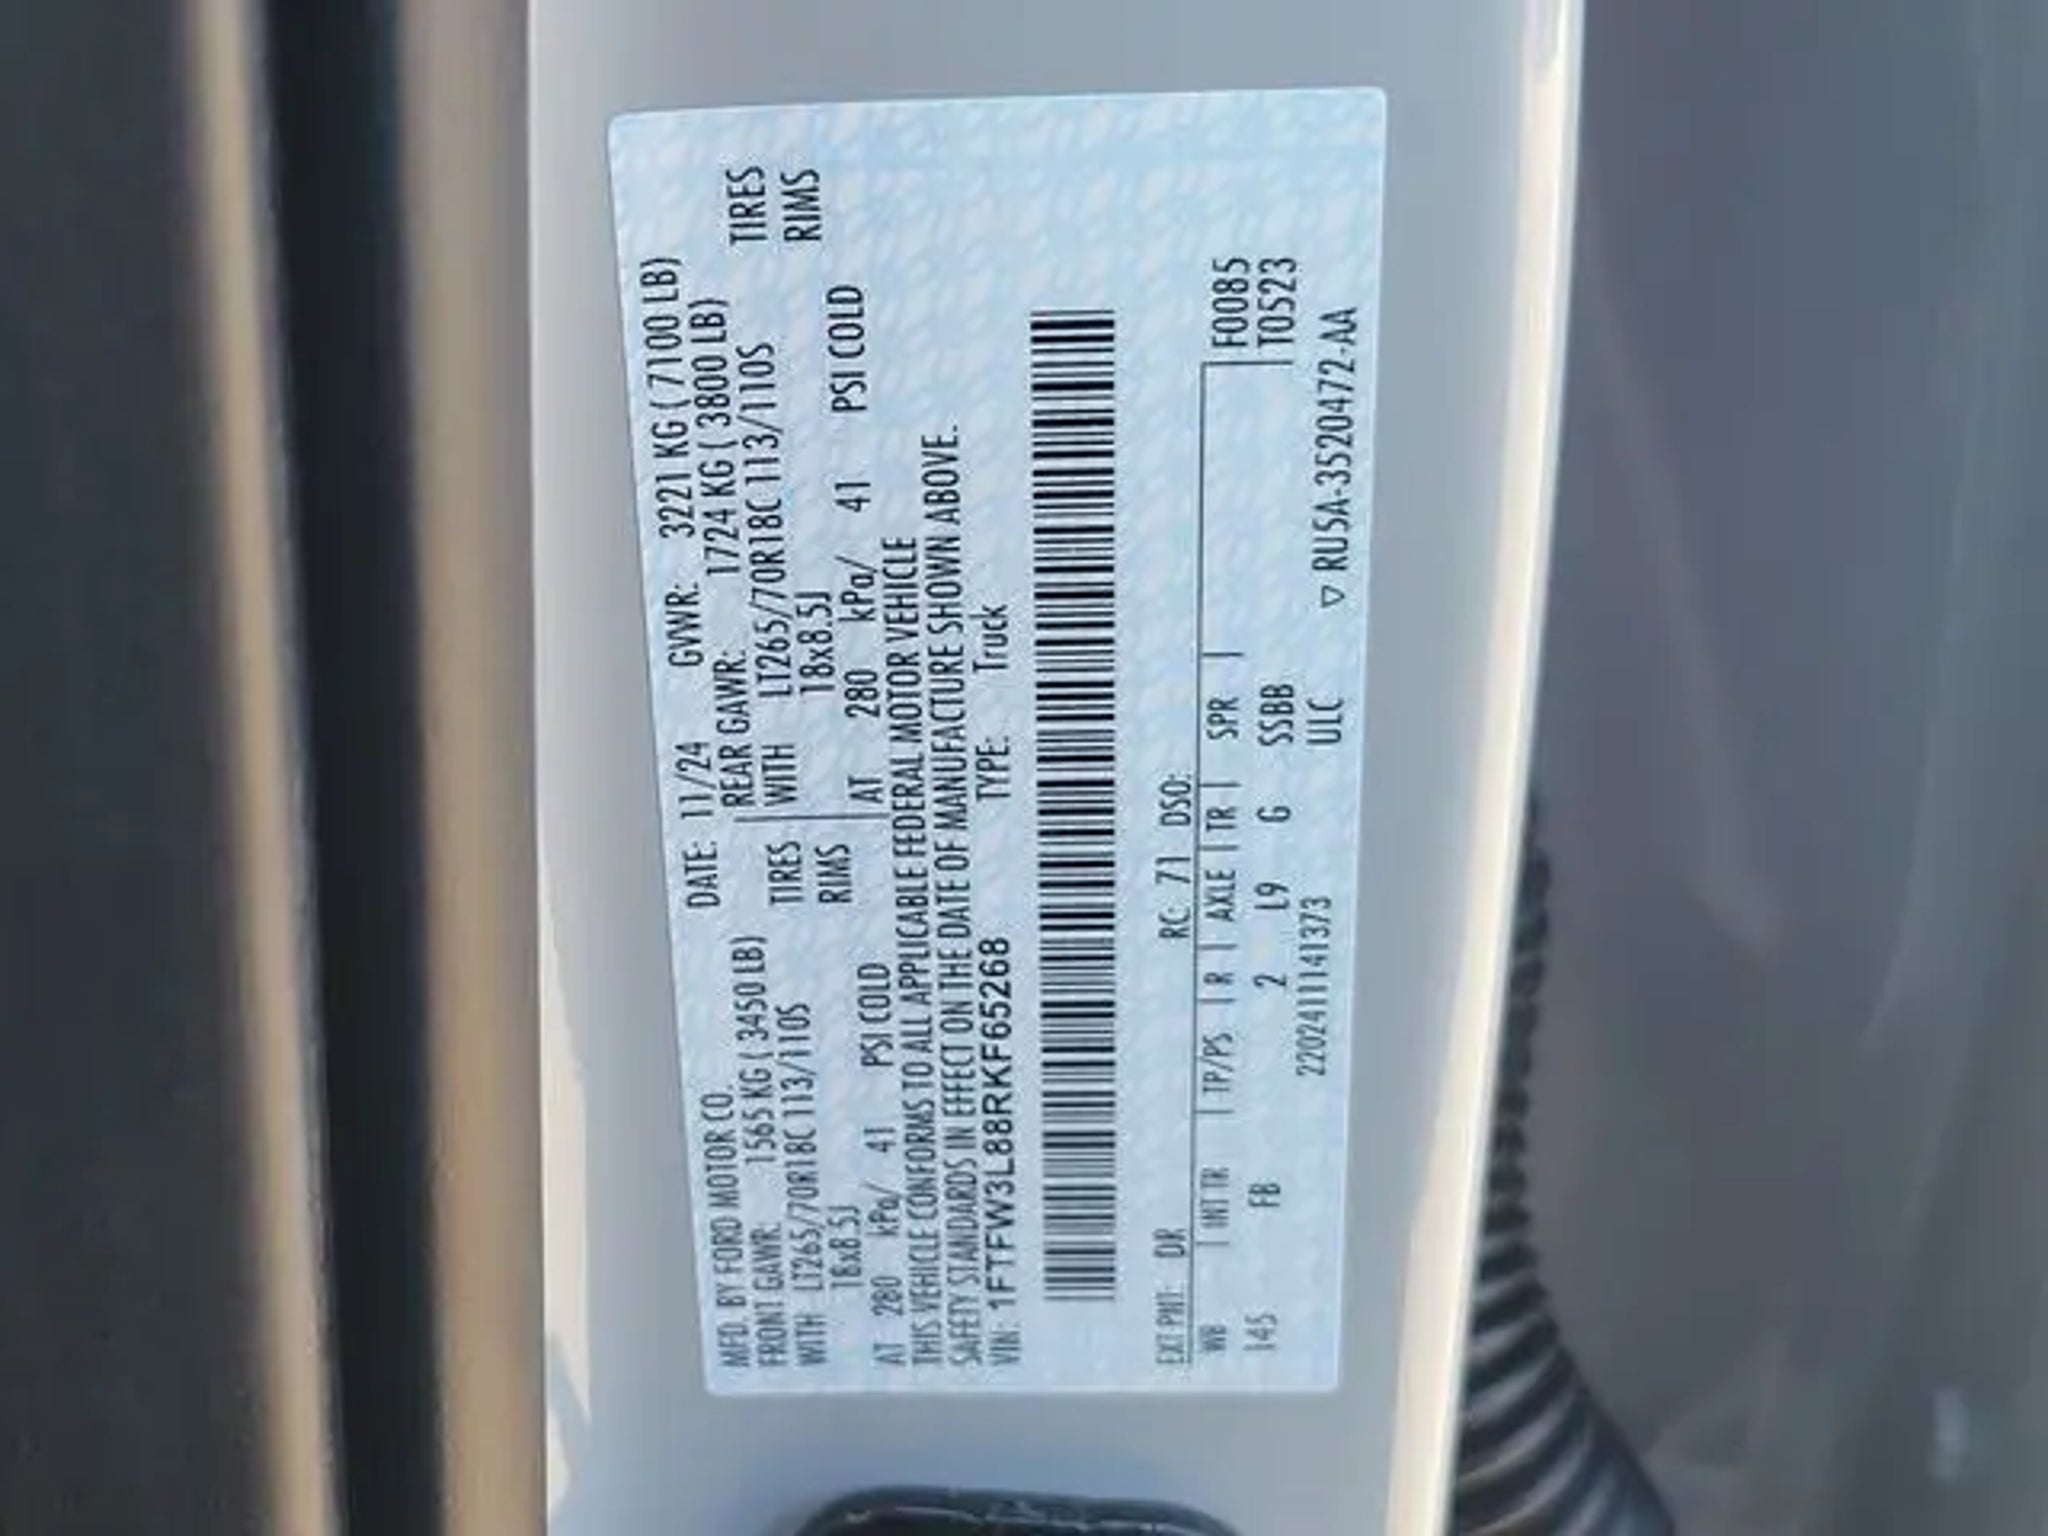 MFD. BY FORD MOTOR CO. DATE: 11/24 GVWR: 3221 KG ( 7100 LB)
FRONT GAWR: 1565 KG ( 3450 LB) REAR GAWR: 1724 KG ( 3800 LB)
WITH LT265/70R18C 113/110S TIRES WITH LT265/70R18C 113/110S TIRES
18x8.5J RIMS 18x8.5J RIMS
AT 280 kPa/ 41 PSI COLD AT 280 kPa/ 41 PSI COLD
THIS VEHICLE CONFORMS TO ALL APPLICABLE FEDERAL MOTOR VEHICLE
SAFETY STANDARDS IN EFFECT ON THE DATE OF MANUFACTURE SHOWN ABOVE.
VIN: 1FTFW3L88RKF65268 TYPE: Truck
EXT PNT: DR RC: 71 DSO:
WB INT TR TP/PS R AXLE TR SPR F0085
145 FB 2 L9 G SSBB T0523
2202411141373 ULC
▽ RU5A-3520472-AA